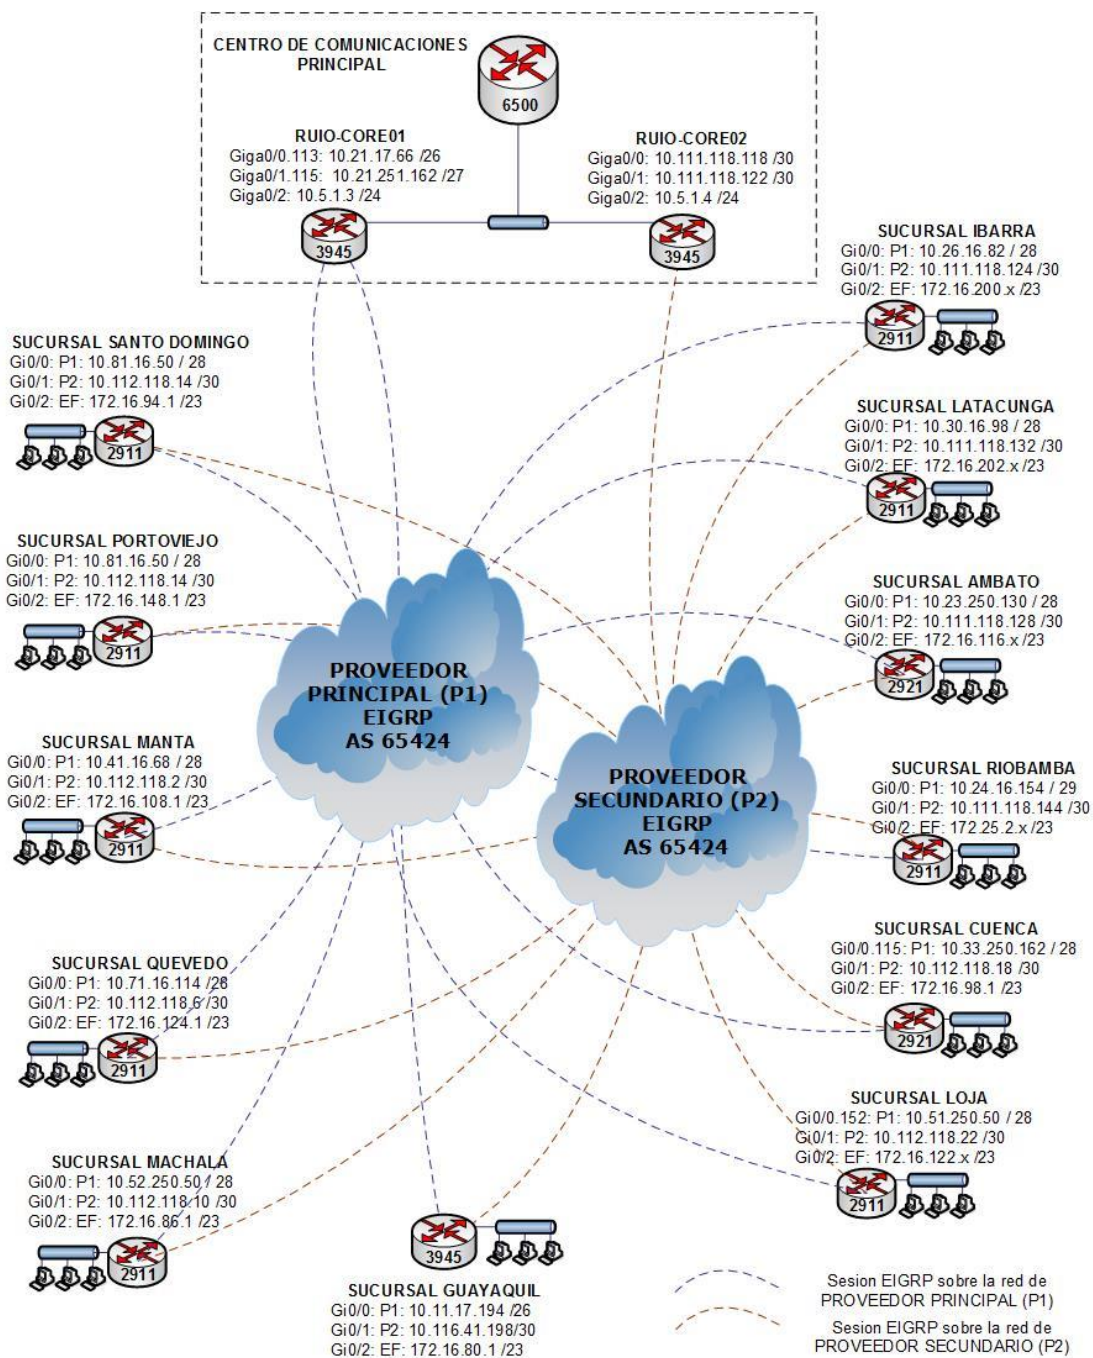 CENTRO DE COMUNICACIONES
PRINCIPAL
6500
RUIO-CORE01
Giga0/0.113: 10.21.17.66 /26
Giga0/1.115: 10.21.251.162 /27
Giga0/2: 10.5.1.3 /24
3945
RUIO-CORE02
Giga0/0: 10.111.118.118 /30
Giga0/1: 10.111.118.122 /30
Giga0/2: 10.5.1.4 /24
3945
SUCURSAL IBARRA
Gi0/0: P1: 10.26.16.82 / 28
Gi0/1: P2: 10.111.118.124 /30
Gi0/2: EF: 172.16.200.x /23
2911
SUCURSAL SANTO DOMINGO
Gi0/0: P1: 10.81.16.50 / 28
Gi0/1: P2: 10.112.118.14 /30
Gi0/2: EF: 172.16.94.1 /23
2911
SUCURSAL LATACUNGA
Gi0/0: P1: 10.30.16.98 / 28
Gi0/1: P2: 10.111.118.132 /30
Gi0/2: EF: 172.16.202.x /23
2911
SUCURSAL PORTOVIEJO
Gi0/0: P1: 10.81.16.50 / 28
Gi0/1: P2: 10.112.118.14 /30
Gi0/2: EF: 172.16.148.1 /23
2911
SUCURSAL AMBATO
Gi0/0: P1: 10.23.250.130 / 28
Gi0/1: P2: 10.111.118.128 /30
Gi0/2: EF: 172.16.116.x /23
2921
PROVEEDOR
PRINCIPAL (P1)
EIGRP
AS 65424
PROVEEDOR
SECUNDARIO (P2)
EIGRP
AS 65424
SUCURSAL MANTA
Gi0/0: P1: 10.41.16.68 / 28
Gi0/1: P2: 10.112.118.2 /30
Gi0/2: EF: 172.16.108.1 /23
2911
SUCURSAL RIOBAMBA
Gi0/0: P1: 10.24.16.154 / 29
Gi0/1: P2: 10.111.118.144 /30
Gi0/2: EF: 172.25.2.x /23
2911
SUCURSAL CUENCA
Gi0/0.115: P1: 10.33.250.162 / 28
Gi0/1: P2: 10.112.118.18 /30
Gi0/2: EF: 172.16.98.1 /23
2921
SUCURSAL QUEVEDO
Gi0/0: P1: 10.71.16.114 /28
Gi0/1: P2: 10.112.118.6 /30
Gi0/2: EF: 172.16.124.1 /23
2911
SUCURSAL LOJA
Gi0/0.152: P1: 10.51.250.50 / 28
Gi0/1: P2: 10.112.118.22 /30
Gi0/2: EF: 172.16.122.x /23
2911
SUCURSAL MACHALA
Gi0/0: P1: 10.52.250.50 / 28
Gi0/1: P2: 10.112.118.10 /30
Gi0/2: EF: 172.16.86.1 /23
2911
3945
SUCURSAL GUAYAQUIL
Gi0/0: P1: 10.11.17.194 /26
Gi0/1: P2: 10.116.41.198/30
Gi0/2: EF: 172.16.80.1 /23
Sesion EIGRP sobre la red de
PROVEEDOR PRINCIPAL (P1)
Sesion EIGRP sobre la red de
PROVEEDOR SECUNDARIO (P2)